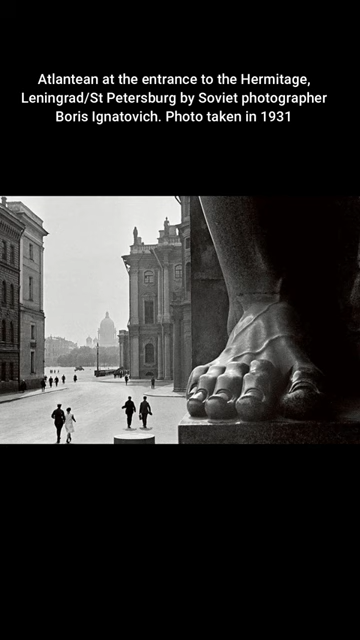 Atlantean at the entrance to the Hermitage,
Leningrad/St Petersburg by Soviet photographer
Boris Ignatovich. Photo taken in 1931